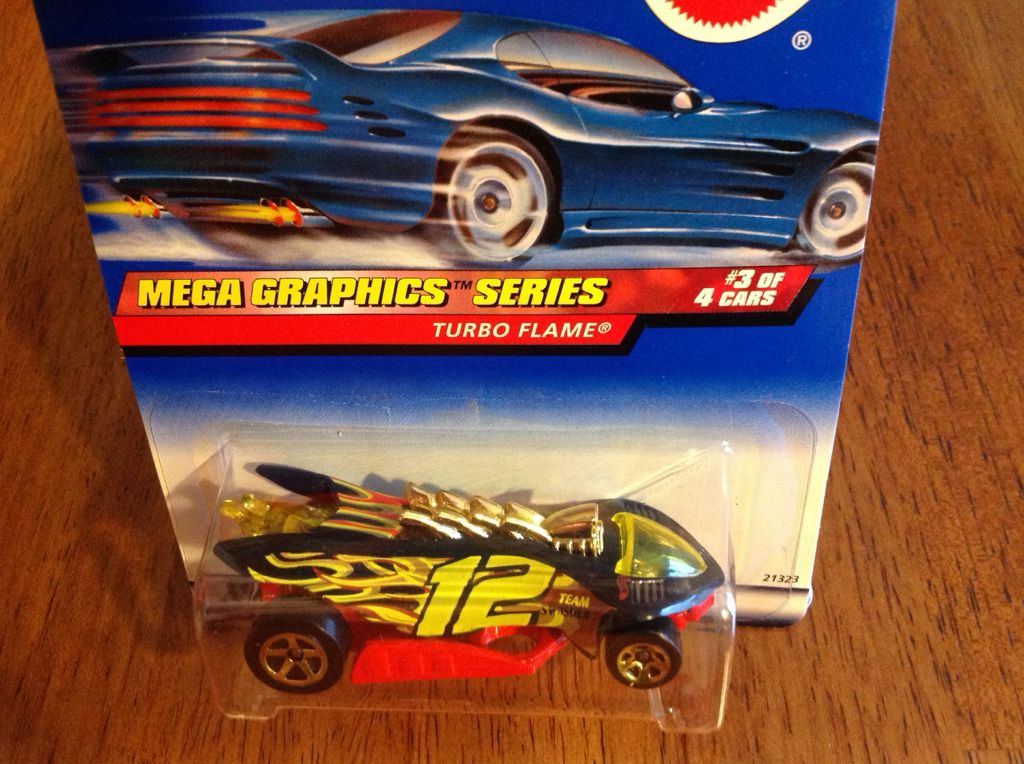 ®
MEGA GRAPHICS™ SERIES
#3 OF
4 CARS
TURBO FLAME®
12
TEAM
21323